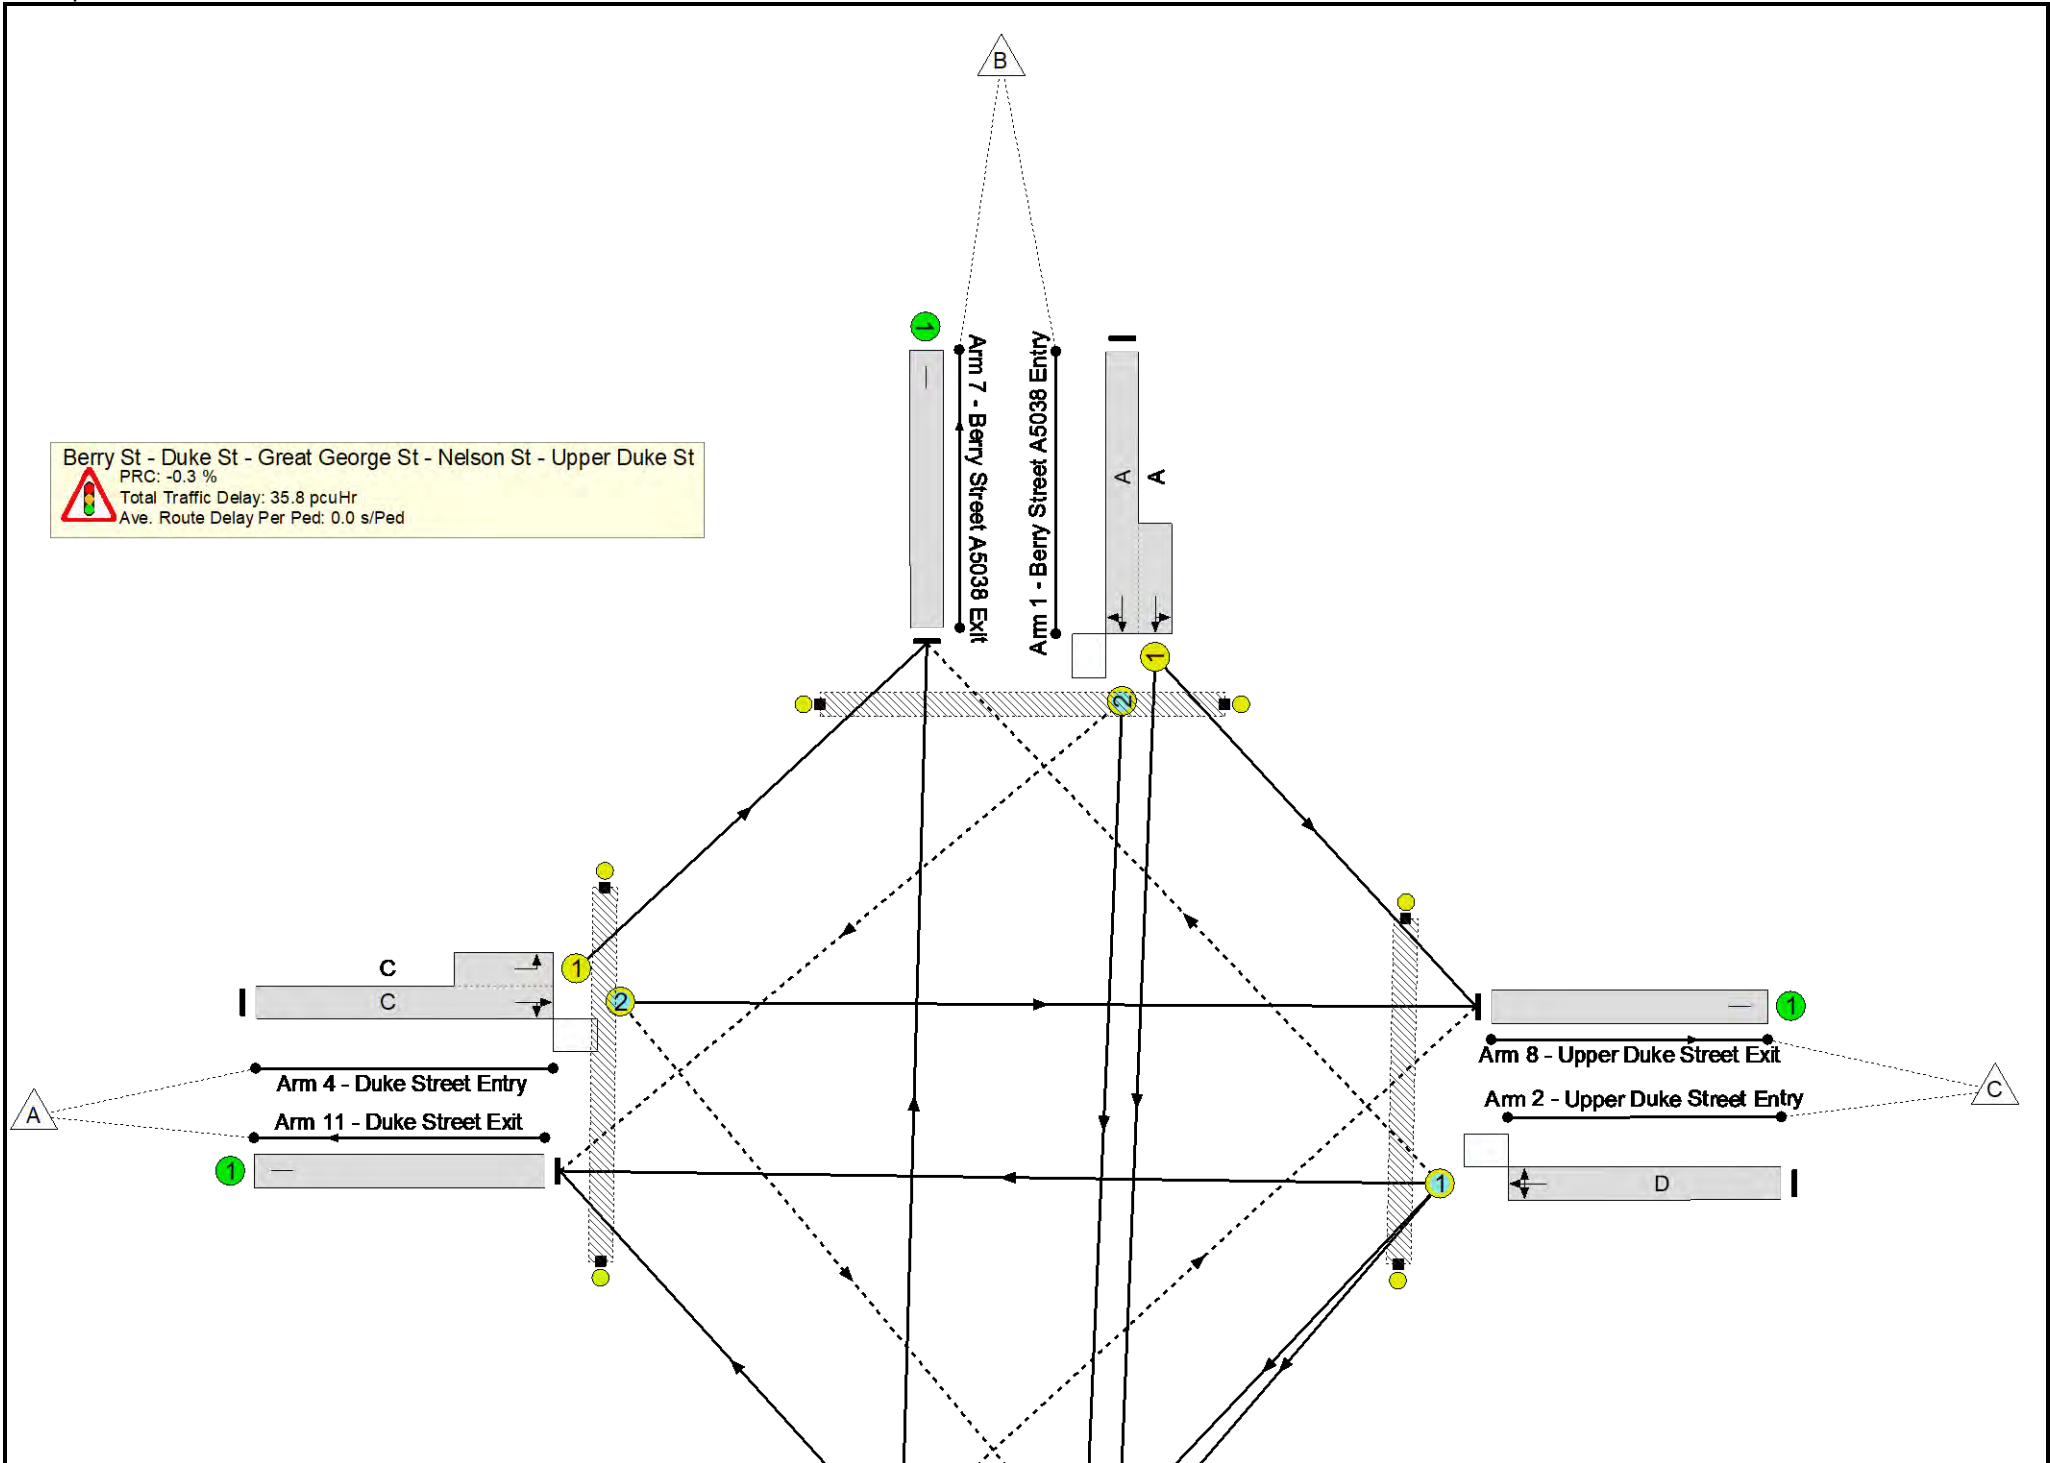 B
1
Arm 7 - Berry Street A5038 Exit
Arm 1 - Berry Street A5038 Entry
A
A
Berry St - Duke St - Great George St - Nelson St - Upper Duke St
PRC: -0.3 %
Total Traffic Delay: 35.8 pcuHr
Ave. Route Delay Per Ped: 0.0 s/Ped
1
2
C
1
C
2
1
Arm 4 - Duke Street Entry
Arm 8 - Upper Duke Street Exit
A
C
Arm 11 - Duke Street Exit
Arm 2 - Upper Duke Street Entry
1
1
D